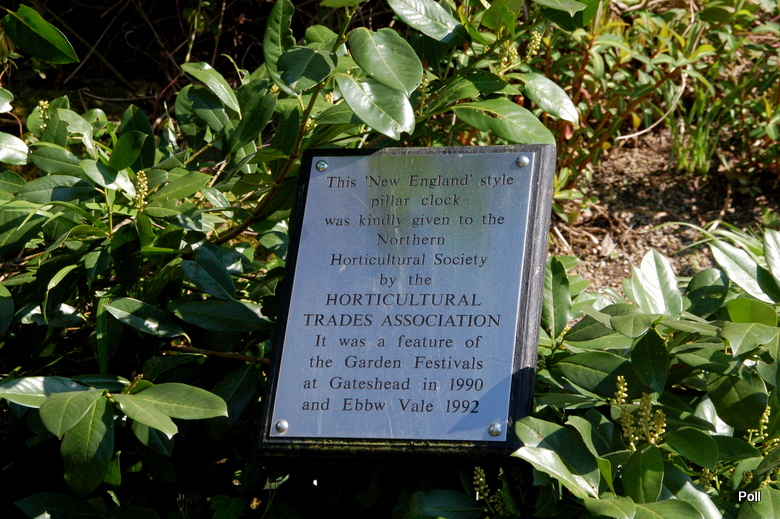 This 'New England' style
pillar clock
was kindly given to the
Northern
Horticultural Society
by the
HORTICULTURAL
TRADES ASSOCIATION
It was a feature of
the Garden Festivals
at Gateshead in 1990
and Ebbw Vale 1992
Poll